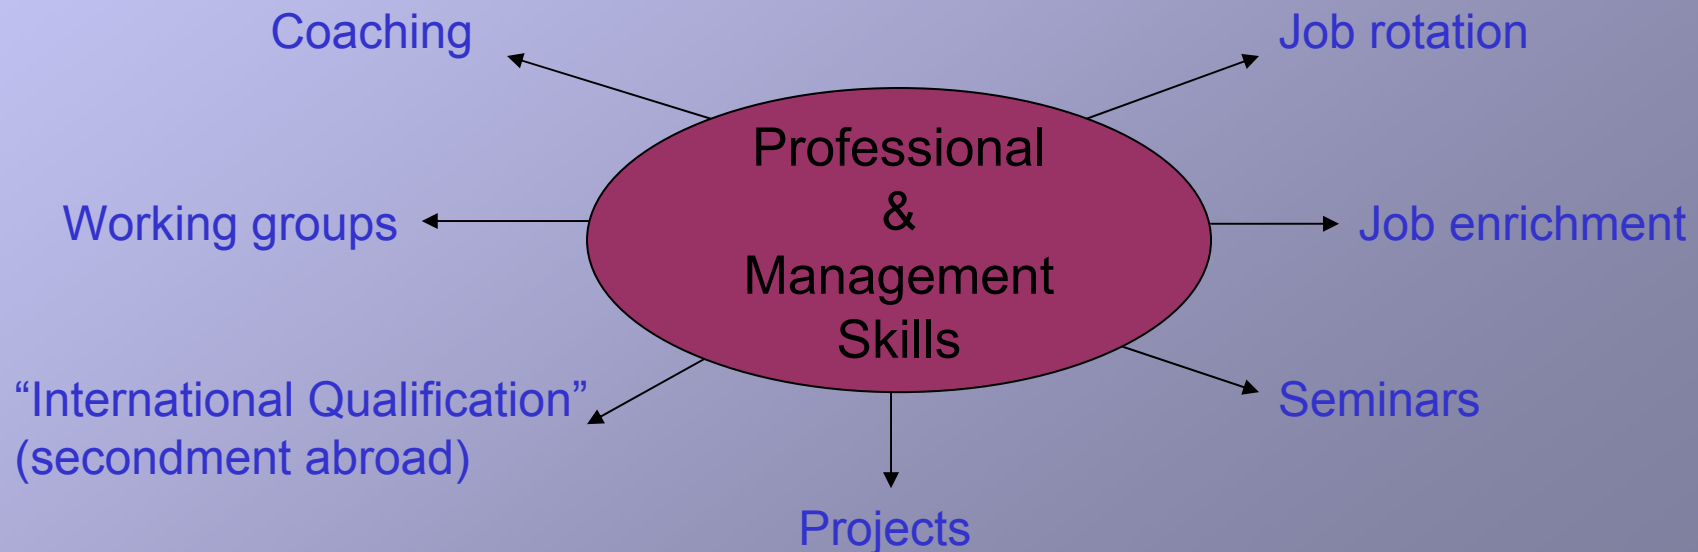 Coaching
Job rotation
Professional
&
Management
Skills
Working groups
Job enrichment
“International Qualification”
(secondment abroad)
Seminars
Projects